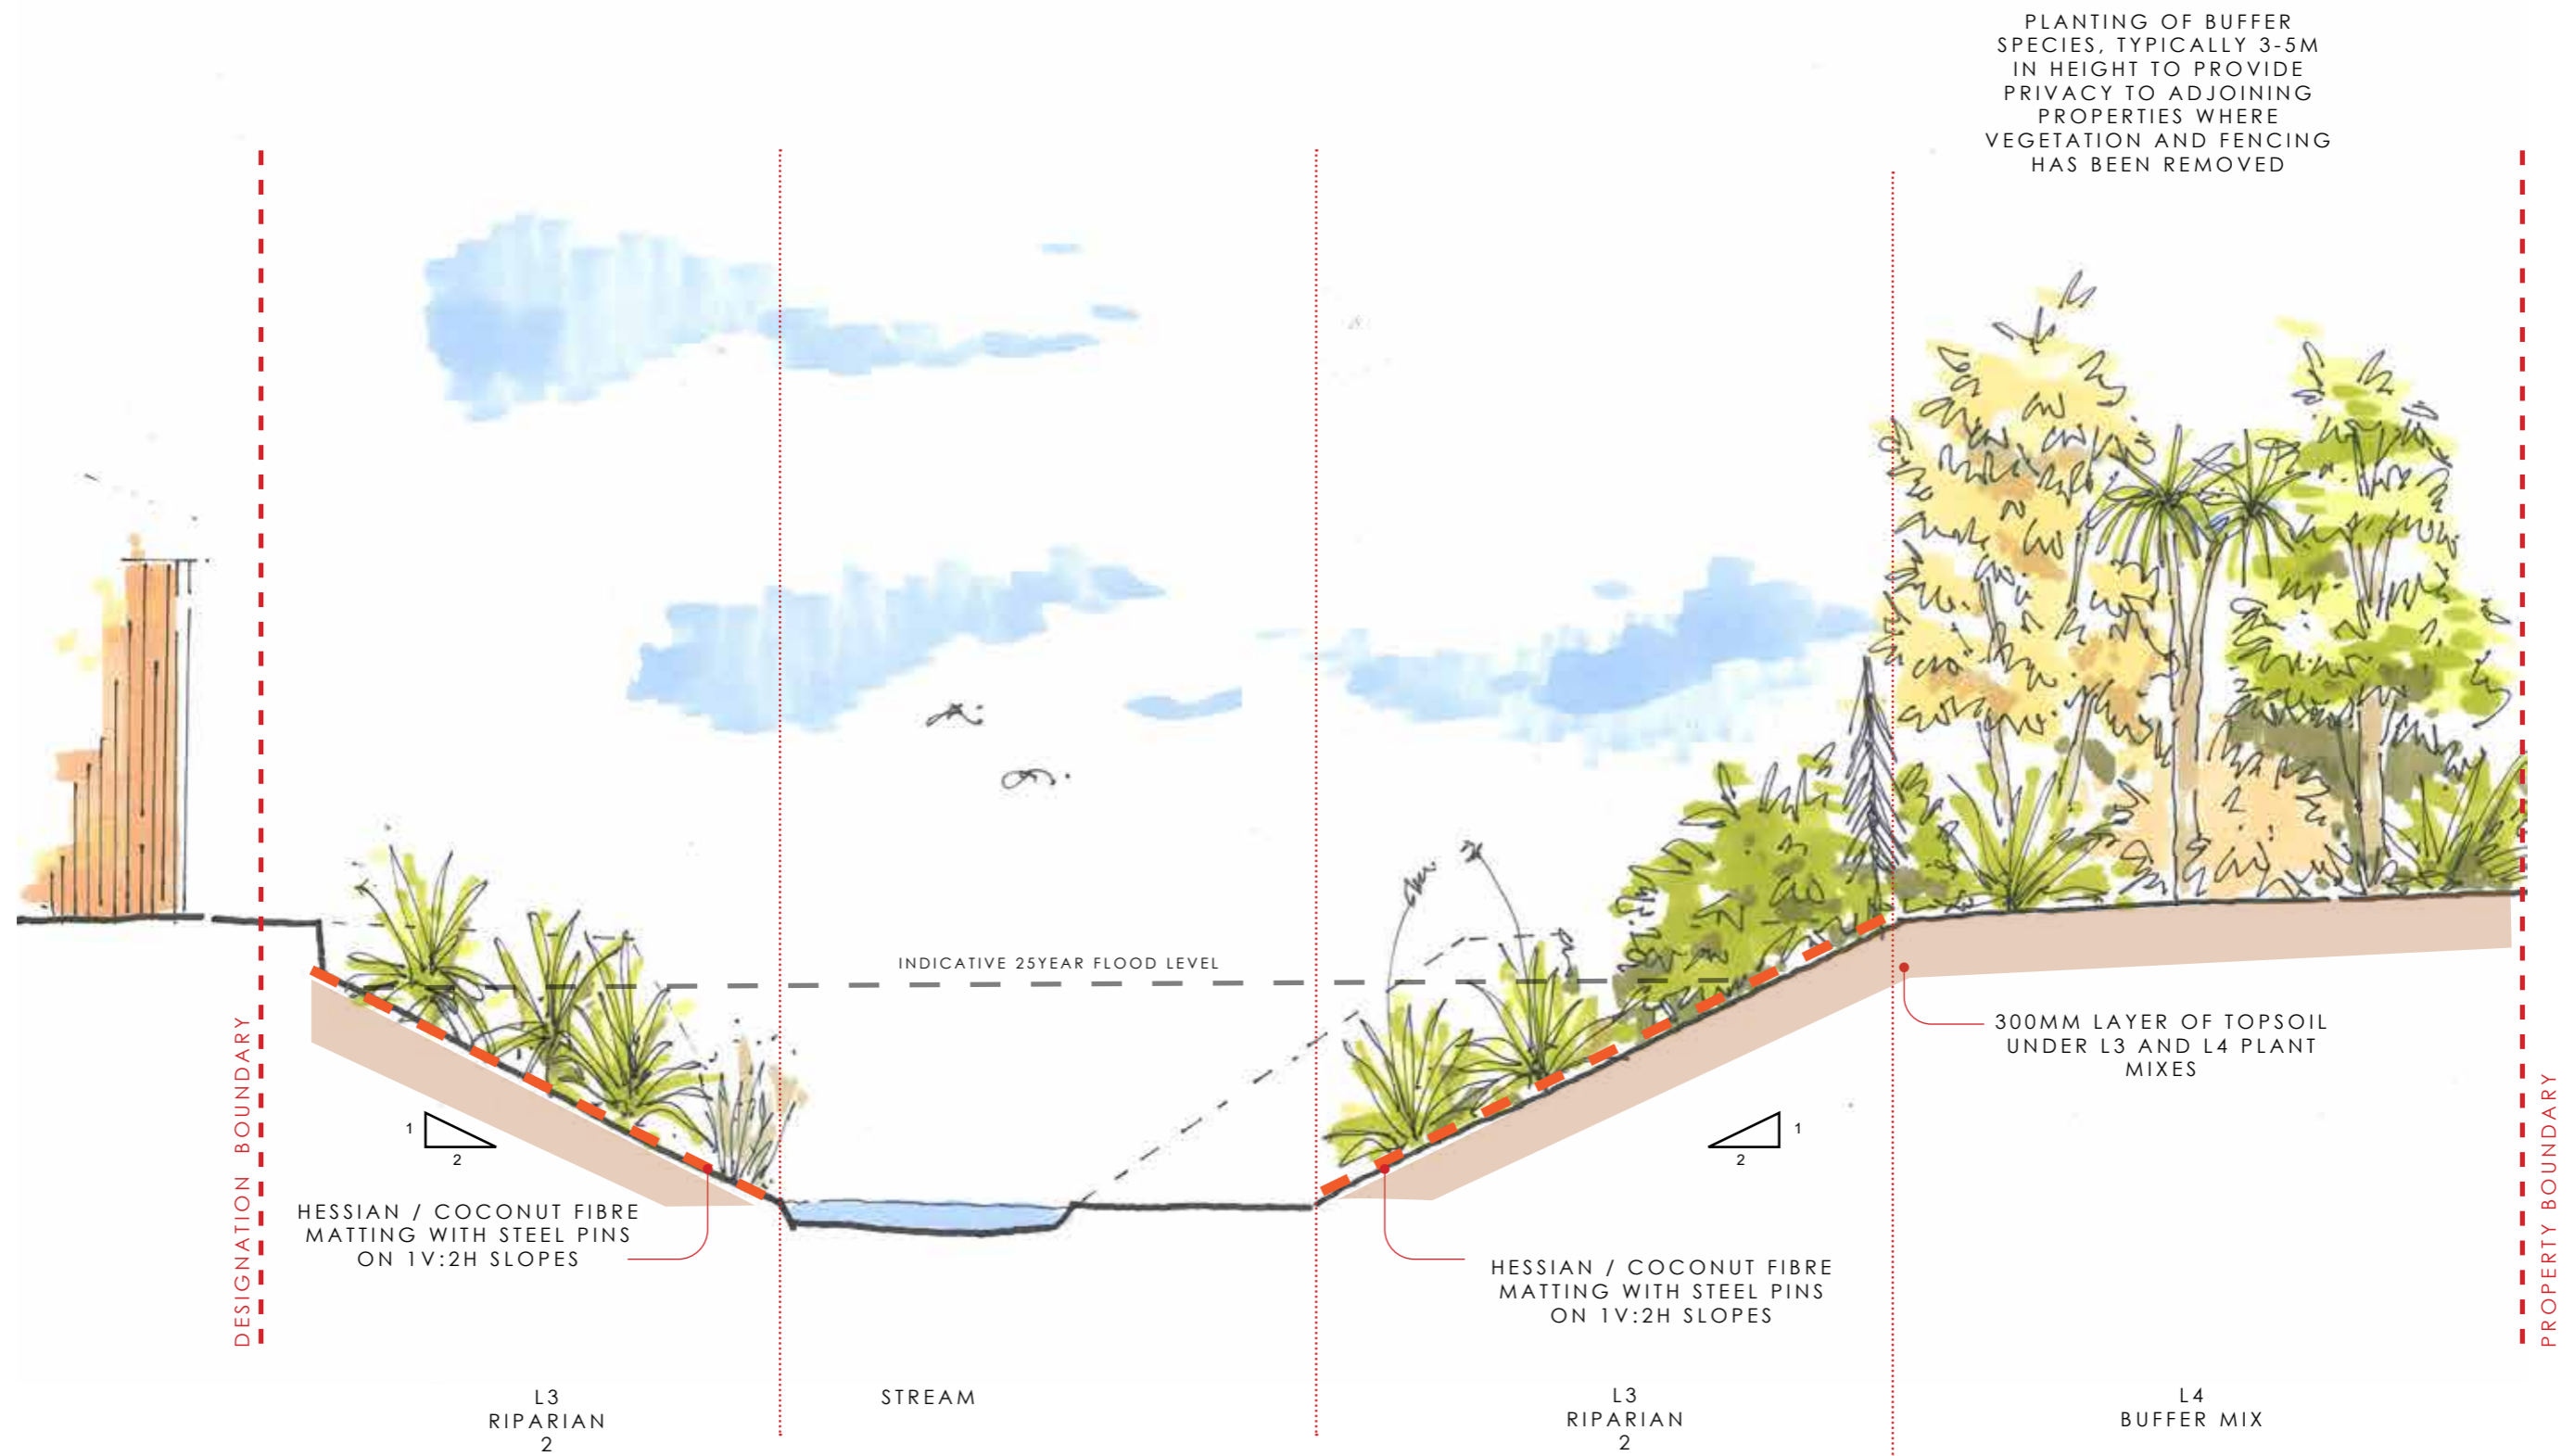 PLANTING OF BUFFER
SPECIES, TYPICALLY 3-5M
IN HEIGHT TO PROVIDE
PRIVACY TO ADJOINING
PROPERTIES WHERE
VEGETATION AND FENCING
HAS BEEN REMOVED
INDICATIVE 25YEAR FLOOD LEVEL
DESIGNATION BOUNDARY
1
2
HESSIAN / COCONUT FIBRE
MATTING WITH STEEL PINS
ON 1V:2H SLOPES
1
2
HESSIAN / COCONUT FIBRE
MATTING WITH STEEL PINS
ON 1V:2H SLOPES
300MM LAYER OF TOPSOIL
UNDER L3 AND L4 PLANT
MIXES
PROPERTY BOUNDARY
L3
RIPARIAN
2
STREAM
L3
RIPARIAN
2
L4
BUFFER MIX